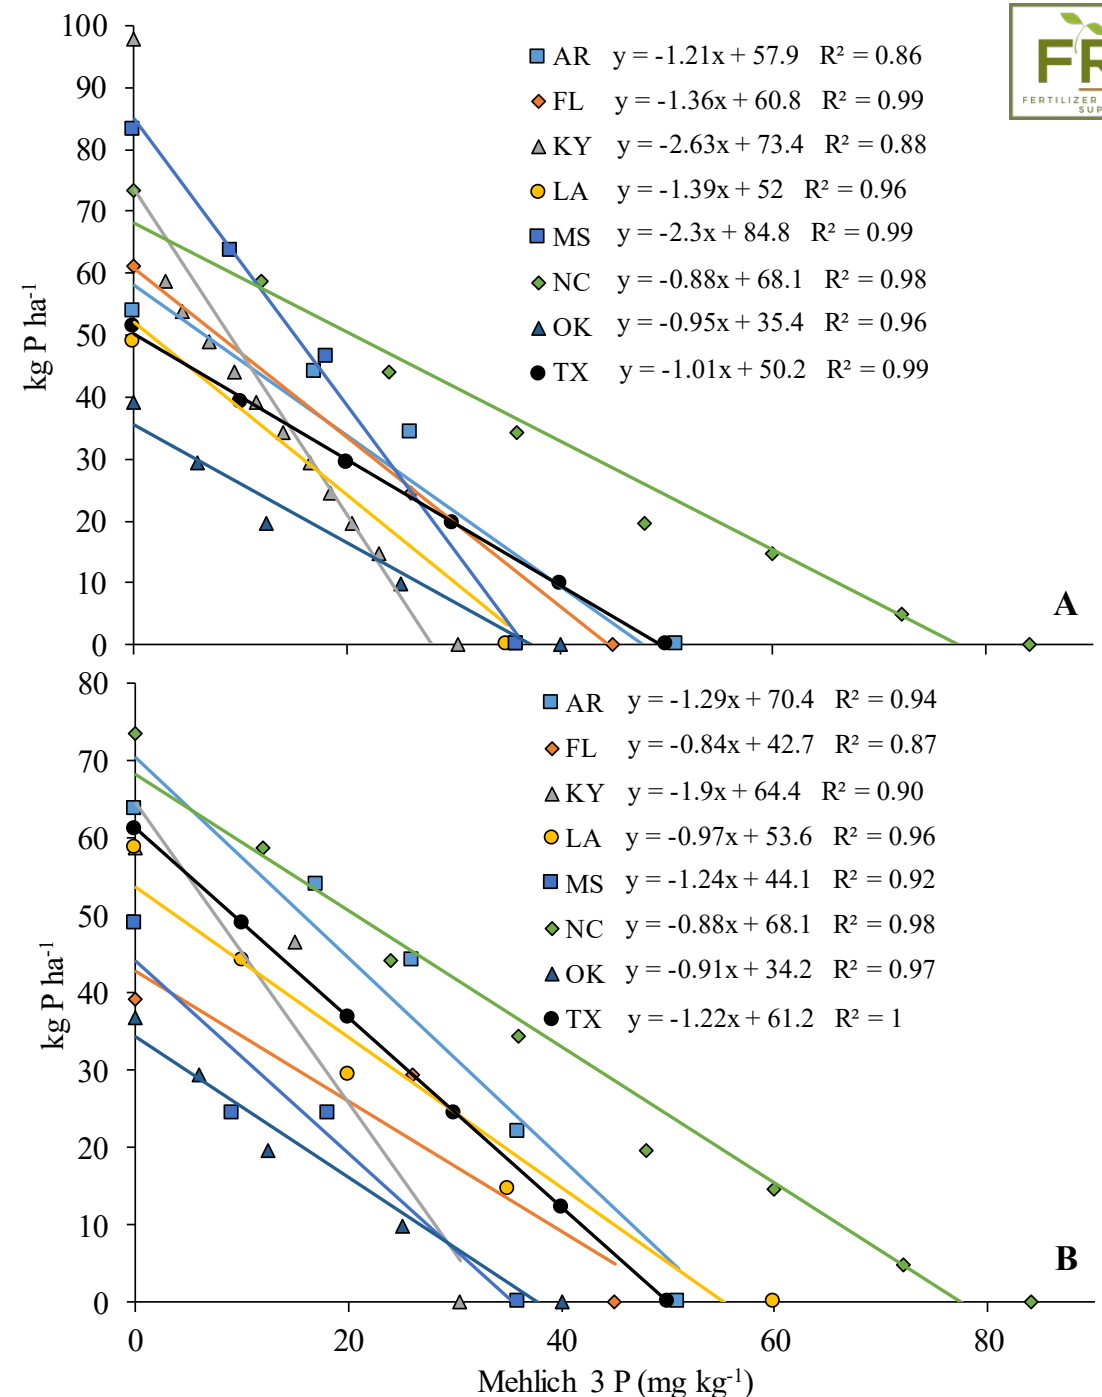 100
90
80
70
60
50
40
30
20
10
0
kg P ha-1
AR y = -1.21x + 57.9 R² = 0.86
FL y = -1.36x + 60.8 R² = 0.99
KY y = -2.63x + 73.4 R² = 0.88
LA y = -1.39x + 52 R² = 0.96
MS y = -2.3x + 84.8 R² = 0.99
NC y = -0.88x + 68.1 R² = 0.98
OK y = -0.95x + 35.4 R² = 0.96
TX y = -1.01x + 50.2 R² = 0.99
FR
FERTILIZER
SUP
A
80
70
60
50
40
30
20
10
0
kg P ha-1
AR y = -1.29x + 70.4 R² = 0.94
FL y = -0.84x + 42.7 R² = 0.87
KY y = -1.9x + 64.4 R² = 0.90
LA y = -0.97x + 53.6 R² = 0.96
MS y = -1.24x + 44.1 R² = 0.92
NC y = -0.88x + 68.1 R² = 0.98
OK y = -0.91x + 34.2 R² = 0.97
TX y = -1.22x + 61.2 R² = 1
B
0 20 40 60 80
Mehlich 3 P (mg kg-1)